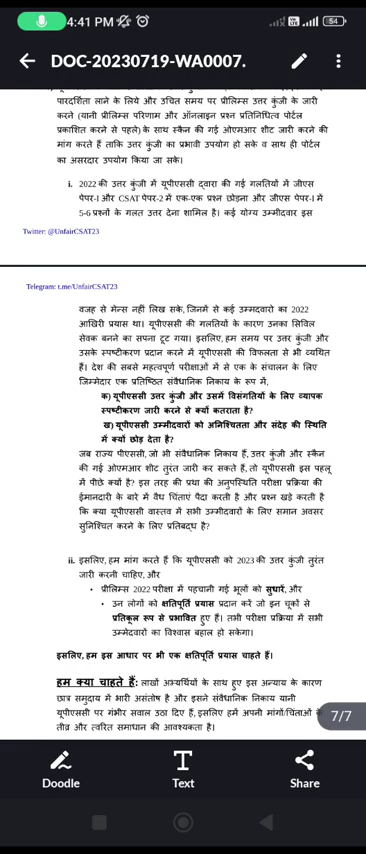 4:41 PM
54
DOC-20230719-WA0007.
पारदर्शिता लाने के लिये और उचित समय पर प्रीलिम्स उत्तर कुंजी के जारी
करने (यानी प्रीलिम्स परिणाम और ऑनलाइन प्रश्न प्रतिनिधित्व पोर्टल
प्रकाशित करने से पहले) के साथ स्कैन की गई ओएमआर शीट जारी करने की
मांग करते हैं ताकि उत्तर कुंजी का प्रभावी उपयोग हो सके व साथ ही पोर्टल
का असरदार उपयोग किया जा सके।
i. 2022 की उत्तर कुंजी में यूपीएससी द्वारा की गई गलतियों में जीएस
पेपर-I और CSAT पेपर-2 में एक-एक प्रश्न छोड़ना और जीएस पेपर-I में
5-6 प्रश्नों के गलत उत्तर देना शामिल है। कई योग्य उम्मीदवार इस
Twitter: @UnfairCSAT23
Telegram: t.me/UnfairCSAT23
वजह से मेन्स नहीं लिख सके, जिनमें से कई उम्मदवारो का 2022
आखिरी प्रयास था। यूपीएससी की गलतियों के कारण उनका सिविल
सेवक बनने का सपना टूट गया। इसलिए, हम समय पर उत्तर कुंजी और
उसके स्पष्टीकरण प्रदान करने में यूपीएससी की विफलता से भी व्यथित
हैं। देश की सबसे महत्वपूर्ण परीक्षाओं में से एक के संचालन के लिए
जिम्मेदार एक प्रतिष्ठित संवैधानिक निकाय के रूप में,
क) यूपीएससी उत्तर कुंजी और उसमें विसंगतियों के लिए व्यापक
स्पष्टीकरण जारी करने से क्यों कतराता है?
ख) यूपीएससी उम्मीदवारों को अनिश्चितता और संदेह की स्थिति
में क्यों छोड़ देता है?
जब राज्य पीएससी, जो भी संवैधानिक निकाय हैं, उत्तर कुंजी और स्कैन
की गई ओएमआर शीट तुरंत जारी कर सकते हैं, तो यूपीएससी इस पहलू
में पीछे क्यों है? इस तरह की प्रथा की अनुपस्थिति परीक्षा प्रक्रिया की
ईमानदारी के बारे में वैध चिंताएं पैदा करती है और प्रश्न खड़े करती है
कि क्या यूपीएससी वास्तव में सभी उम्मीदवारों के लिए समान अवसर
सुनिश्चित करने के लिए प्रतिबद्ध है?
ii. इसलिए, हम मांग करते हैं कि यूपीएससी को 2023 की उत्तर कुंजी तुरंत
जारी करनी चाहिए, और
• प्रीलिम्स 2022 परीक्षा में पहचानी गई भूलों को सुधारें, और
• उन लोगों को क्षतिपूर्ति प्रयास प्रदान करें जो इन चूकों से
प्रतिकूल रूप से प्रभावित हुए हैं। तभी परीक्षा प्रक्रिया में सभी
उम्मेदवारों का विश्वास बहाल हो सकेगा।
इसलिए, हम इस आधार पर भी एक क्षतिपूर्ति प्रयास चाहते हैं।
हम क्या चाहते हैं: लाखों अभ्यर्थियों के साथ हुए इस अन्याय के कारण
छात्र समुदाय में भारी असंतोष है और इसने संवैधानिक निकाय यानी
यूपीएससी पर गंभीर सवाल उठा दिए हैं, इसलिए हमें अपनी मांगों/चिंताओं
तीव्र और त्वरित समाधान की आवश्यकता है।
7/7
Doodle
Text
Share